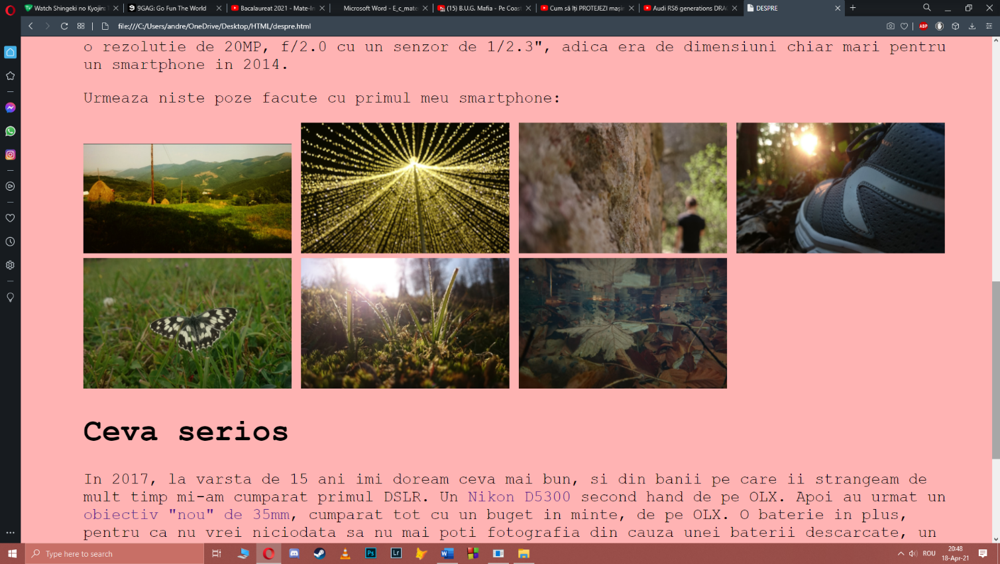 Watch Shingeki no Kyojin:
9GAG: Go Fun The World
Bacalaureat 2021 - Mate-In
Microsoft Word - E_c_mate
(15) B.U.G. Mafia - Pe Coast
Cum să îți PROTEJEZI mașin
Audi RS6 generations DRA
DESPRE
file:///C:/Users/andre/OneDrive/Desktop/HTML/despre.html
ABP
o rezolutie de 20MP, f/2.0 cu un senzor de 1/2.3", adica era de dimensiuni chiar mari pentru
un smartphone in 2014.
Urmeaza niste poze facute cu primul meu smartphone:
Ceva serios
In 2017, la varsta de 15 ani imi doream ceva mai bun, si din banii pe care ii strangeam de
mult timp mi-am cumparat primul DSLR. Un Nikon D5300 second hand de pe OLX. Apoi au urmat un
obiectiv "nou" de 35mm, cumparat tot cu un buget in minte, de pe OLX. O baterie in plus,
pentru ca nu vrei niciodata sa nu mai poti fotografia din cauza unei baterii descarcate, un
Type here to search
Ps
Lr
W
ROU
20:48
18-Apr-21